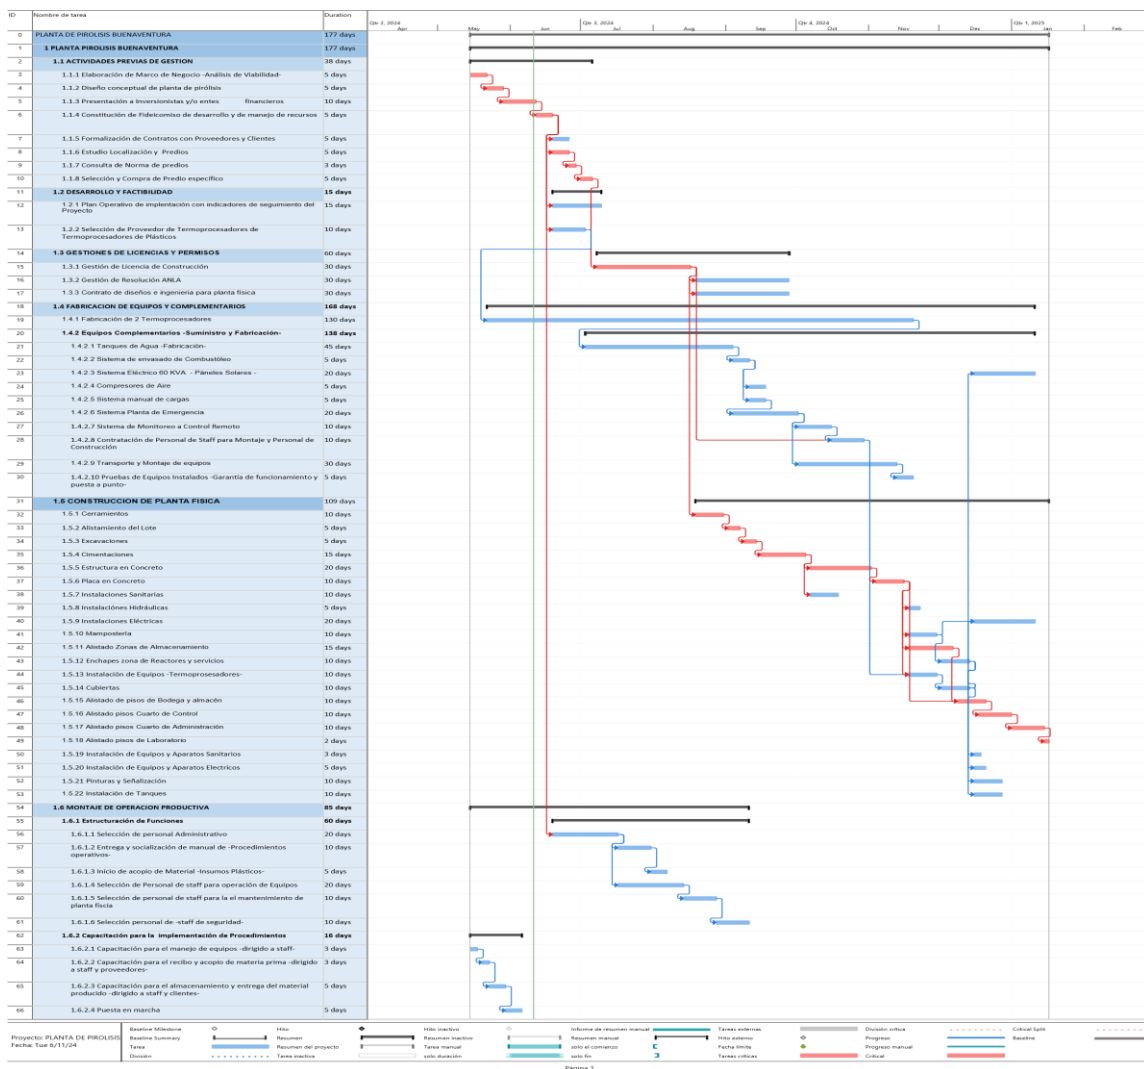 ID Nombre de tarea Duration Qtr 2, 2024 Qtr 3, 2024 Qtr 4, 2024 Qtr 1, 2025
Apr May Jun Jul Aug Sep Oct Nov Dec Jan Feb
0 PLANTA PIROLISIS BUENAVENTURA 177 days
1 1 PLANTA PIROLISIS BUENAVENTURA 177 days
2 1.1 ACTIVIDADES PREVIAS DE GESTION 38 days
3 1.1.1 Elaboración de Marco de Negocio -Análisis de Viabilidad- 5 days
4 1.1.2 Diseño conceptual de planta de pirólisis 5 days
5 1.1.3 Presentación a Inversionistas y/o entes financieros 10 days
6 1.1.4 Constitución de Fideicomiso de desarrollo y de manejo de recursos 5 days
7 1.1.5 Formalización de Contratos con Proveedores y Clientes 5 days
8 1.1.6 Estudio Localización y Predios 5 days
9 1.1.7 Consulta de Norma de predios 3 days
10 1.1.8 Selección y Compra de Predio específico 5 days
11 1.2 DESARROLLO Y FACTIBILIDAD 15 days
12 1.2.1 Plan Operativo de implentación con indicadores de seguimiento del 15 days
Proyecto
13 1.2.2 Selección de Proveedor de Termoprocesadores de 10 days
Termoprocesadores de Plásticos
14 1.3 GESTIONES DE LICENCIAS Y PERMISOS 60 days
15 1.3.1 Gestión de Licencia de Construcción 30 days
16 1.3.2 Gestión de Resolución ANLA 30 days
17 1.3.3 Contrato de diseños e ingenieria para planta física 30 days
18 1.4 FABRICACION DE EQUIPOS Y COMPLEMENTARIOS 168 days
19 1.4.1 Fabricación de 2 Termoprocesadores 130 days
20 1.4.2 Equipos Complementarios -Suministro y Fabricación- 138 days
21 1.4.2.1 Tanques de Agua -Fabricación- 45 days
22 1.4.2.2 Sistema de envasado de Combustóleo 5 days
23 1.4.2.3 Sistema Eléctrico 60 KVA - Páneles Solares - 20 days
24 1.4.2.4 Compresores de Aire 5 days
25 1.4.2.5 Sistema manual de cargas 5 days
26 1.4.2.6 Sistema Planta de Emergencia 20 days
27 1.4.2.7 Sistema de Monitoreo a Control Remoto 10 days
28 1.4.2.8 Contratación de Personal de Staff para Montaje y Personal de 10 days
Construcción
29 1.4.2.9 Transporte y Montaje de equipos 30 days
30 1.4.2.10 Pruebas de Equipos Instalados -Garantía de funcionamiento y 5 days
puesta a punto-
31 1.5 CONSTRUCCION DE PLANTA FISICA 109 days
32 1.5.1 Cerramientos 10 days
33 1.5.2 Alistamiento del Lote 5 days
34 1.5.3 Excavaciones 5 days
35 1.5.4 Cimentaciones 15 days
36 1.5.5 Estructura en Concreto 20 days
37 1.5.6 Placa en Concreto 10 days
38 1.5.7 Instalaciones Sanitarias 10 days
39 1.5.8 Instalaciónes Hidráulicas 5 days
40 1.5.9 Instalaciones Eléctricas 20 days
41 1.5.10 Mampostería 10 days
42 1.5.11 Alistado Zonas de Almacenamiento 15 days
43 1.5.12 Enchapes zona de Reactores y servicios 10 days
44 1.5.13 Instalación de Equipos -Termoprosesadores- 10 days
45 1.5.14 Cubiertas 10 days
46 1.5.15 Alistado de pisos de Bodega y almacén 10 days
47 1.5.16 Alistado pisos Cuarto de Control 10 days
48 1.5.17 Alistado pisos Cuarto de Administración 10 days
49 1.5.18 Alistado pisos de Laboratorio 2 days
50 1.5.19 Instalación de Equipos y Aparatos Sanitarios 3 days
51 1.5.20 Instalación de Equipos y Aparatos Electricos 5 days
52 1.5.21 Pinturas y Señalización 10 days
53 1.5.22 Instalación de Tanques 10 days
54 1.6 MONTAJE DE OPERACION PRODUCTIVA 85 days
55 1.6.1 Estructuración de Funciones 60 days
56 1.6.1.1 Selección de personal Administrativo 20 days
57 1.6.1.2 Entrega y socialización de manual de -Procedimientos 10 days
operativos-
58 1.6.1.3 Inicio de acopio de Material -Insumos Plásticos- 5 days
59 1.6.1.4 Selección de Personal de staff para operación de Equipos 20 days
60 1.6.1.5 Selección de personal de staff para la el mantenimiento de 10 days
planta física
61 1.6.1.6 Selección personal de -staff de seguridad- 10 days
62 1.6.2 Capacitación para la implementación de Procedimientos 16 days
63 1.6.2.1 Capacitación para el manejo de equipos -dirigido a staff- 3 days
64 1.6.2.2 Capacitación para el recibo y acopio de materia prima -dirigido 3 days
a staff y proveedores-
65 1.6.2.3 Capacitación para el almacenamiento y entrega del material 5 days
producido -dirigido a staff y clientes-
66 1.6.2.4 Puesta en marcha 5 days
Proyecto: PLANTA DE PIROLISIS
Fecha: Tue 6/11/24
Baseline Milestone Hito Hito inactivo Informe de resumen manual Tareas externas División crítica Critical Split
Baseline Summary Resumen Resumen inactivo Resumen manual Hito externo Progreso Baseline
Tarea Resumen del proyecto Tarea manual solo el comienzo Fecha límite Progreso manual
División Tarea inactiva solo duración solo fin Tareas críticas Critical
Página 2